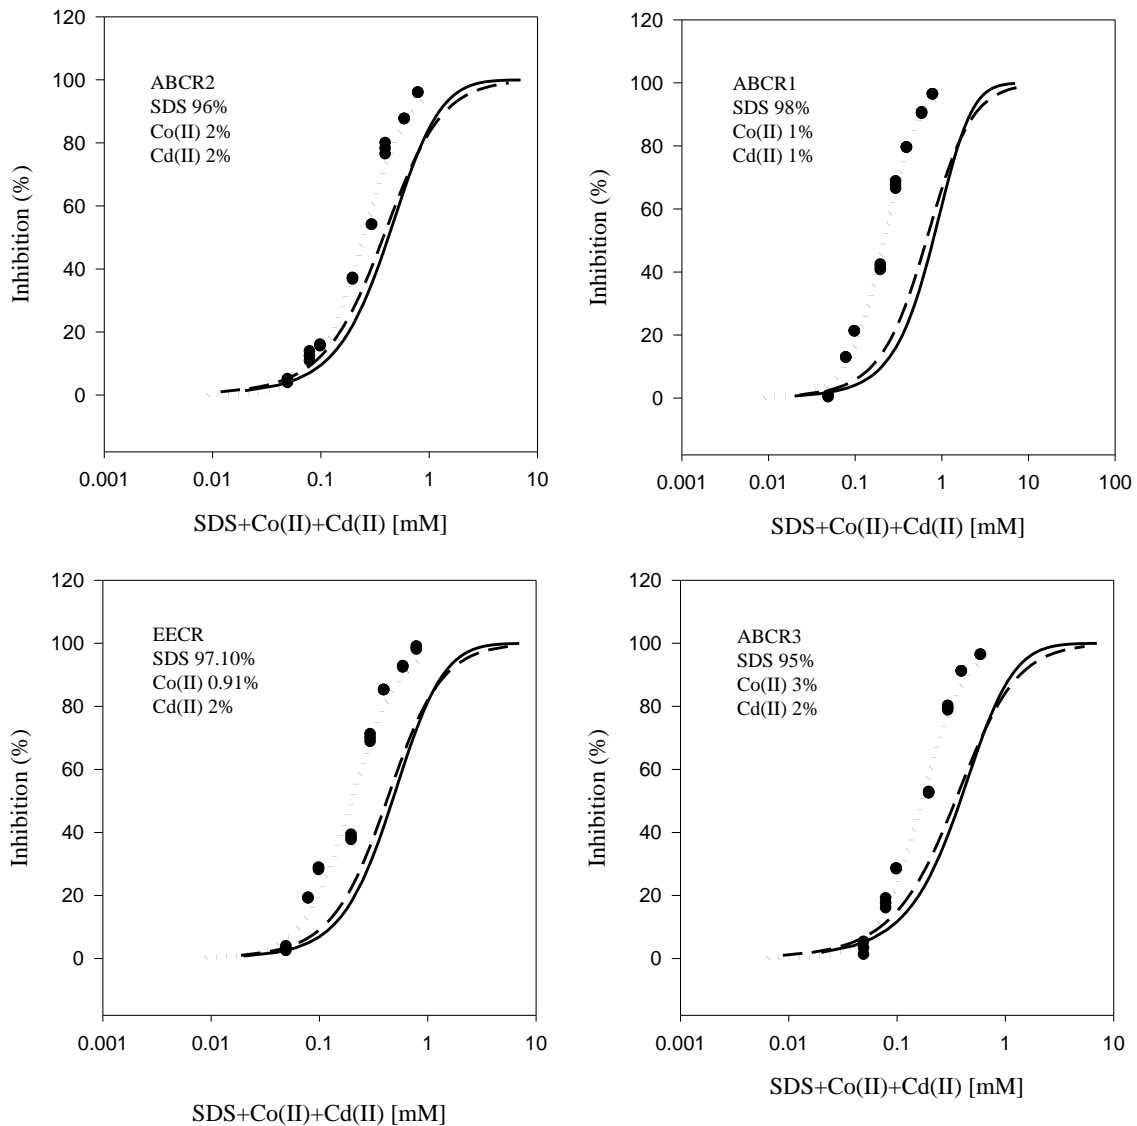 120
100
80
60
40
20
0
Inhibition (%)
ABCR2
SDS 96%
Co(II) 2%
Cd(II) 2%
0.001 0.01 0.1 1 10
SDS+Co(II)+Cd(II) [mM]
120
100
80
60
40
20
0
Inhibition (%)
ABCR1
SDS 98%
Co(II) 1%
Cd(II) 1%
0.001 0.01 0.1 1 10 100
SDS+Co(II)+Cd(II) [mM]
120
100
80
60
40
20
0
Inhibition (%)
EECR
SDS 97.10%
Co(II) 0.91%
Cd(II) 2%
0.001 0.01 0.1 1 10
SDS+Co(II)+Cd(II) [mM]
120
100
80
60
40
20
0
Inhibition (%)
ABCR3
SDS 95%
Co(II) 3%
Cd(II) 2%
0.001 0.01 0.1 1 10
SDS+Co(II)+Cd(II) [mM]